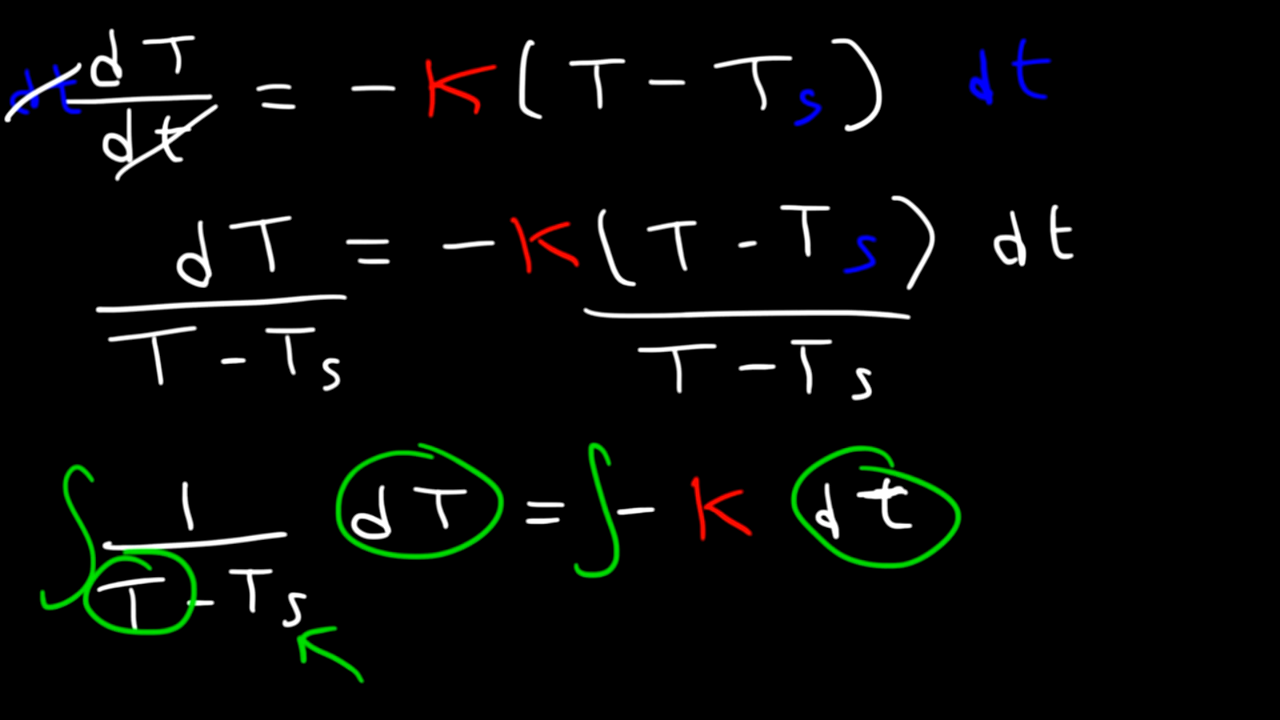 dt dT/dt = -K(T - Ts) dt
dT/(T - Ts) = -K(T - Ts)/(T - Ts) dt
∫ 1/(T - Ts) dT = ∫ -K dt